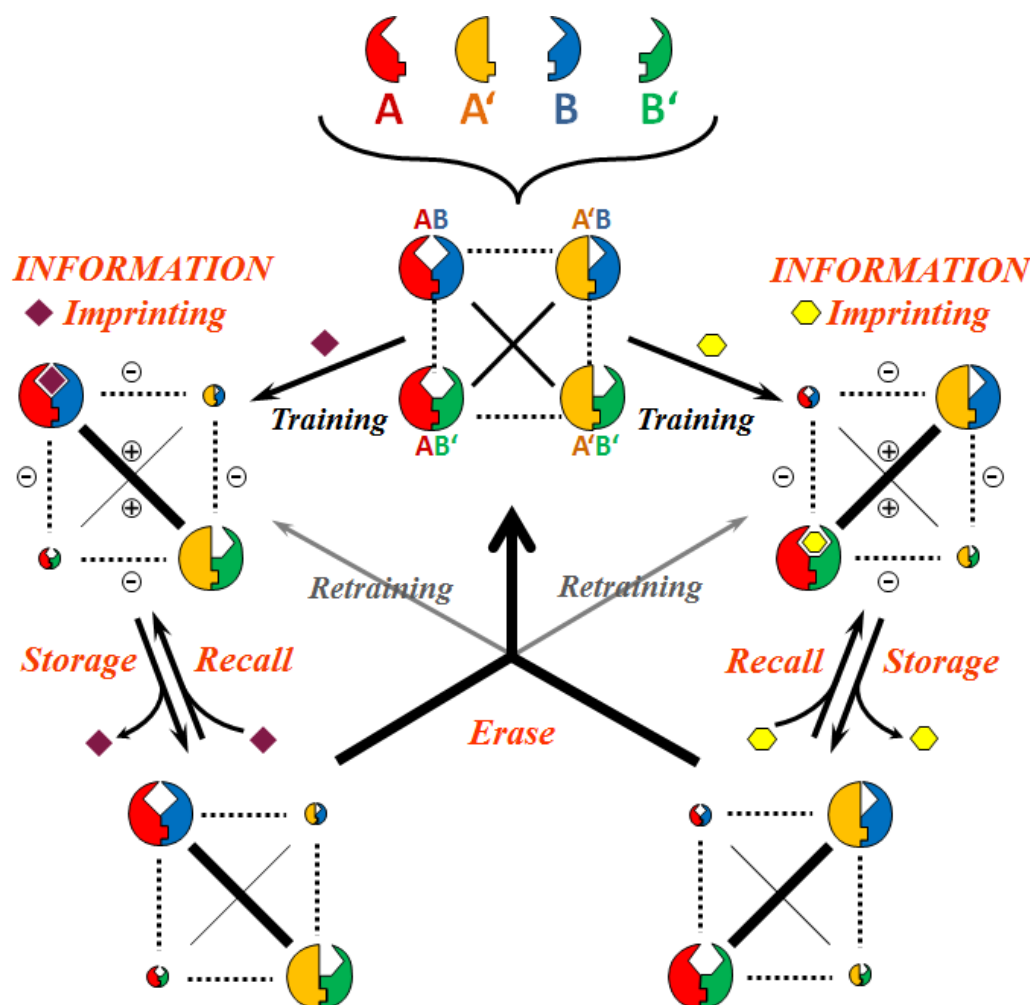 A A‘ B B‘
AB A‘B
INFORMATION
Imprinting
INFORMATION
Imprinting
Training
Training
AB‘ A‘B‘
Retraining
Retraining
Storage
Recall
Recall
Storage
Erase